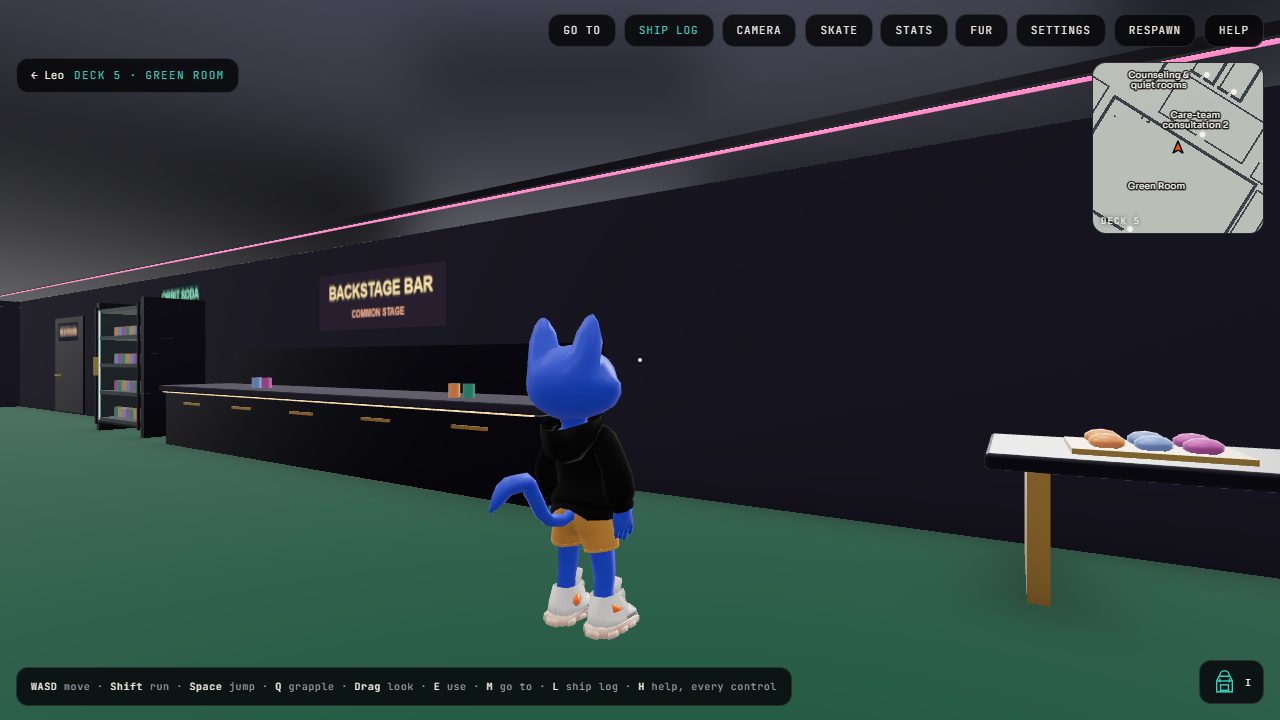 GO TO
SHIP LOG
CAMERA
SKATE
STATS
FUR
SETTINGS
RESPAWN
HELP
← Leo DECK 5 · GREEN ROOM
Counseling &
quiet rooms
Care-team
consultation 2
Green Room
DECK 5
ORBIT SODA
BACKSTAGE BAR
COMMON STAGE
WASD move · Shift run · Space jump · Q grapple · Drag look · E use · M go to · L ship log · H help, every control
I